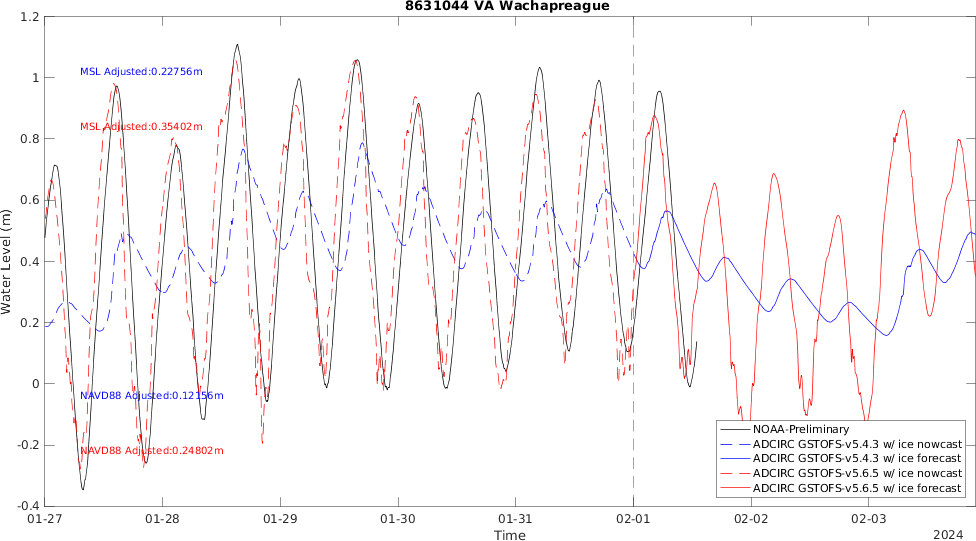 8631044 VA Wachapreague
1.2
1
0.8
0.6
0.4
0.2
0
-0.2
-0.4
Water Level (m)
MSL Adjusted:0.22756m
MSL Adjusted:0.35402m
NAVD88 Adjusted:0.12156m
NAVD88 Adjusted:0.24802m
NOAA-Preliminary
ADCIRC GSTOFS-v5.4.3 w/ ice nowcast
ADCIRC GSTOFS-v5.4.3 w/ ice forecast
ADCIRC GSTOFS-v5.6.5 w/ ice nowcast
ADCIRC GSTOFS-v5.6.5 w/ ice forecast
01-27 01-28 01-29 01-30 01-31 02-01 02-02 02-03
Time
2024